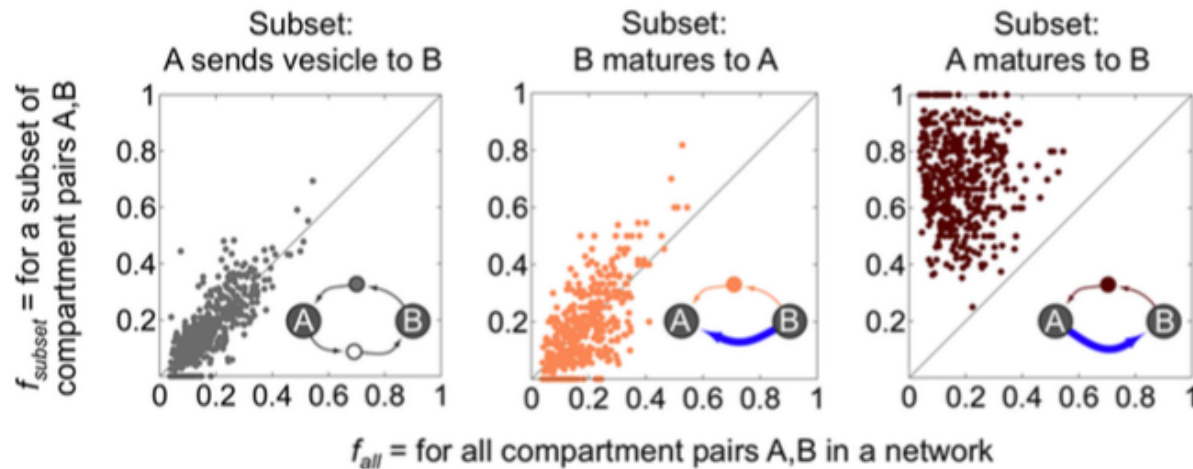 Subset:
A sends vesicle to B
Subset:
B matures to A
Subset:
A matures to B
f_subset = for a subset of
compartment pairs A,B
1
0.8
0.6
0.4
0.2
0 0.2 0.4 0.6 0.8 1
A B
1
0.8
0.6
0.4
0.2
0 0.2 0.4 0.6 0.8 1
A B
1
0.8
0.6
0.4
0.2
0 0.2 0.4 0.6 0.8 1
A B
f_all = for all compartment pairs A,B in a network